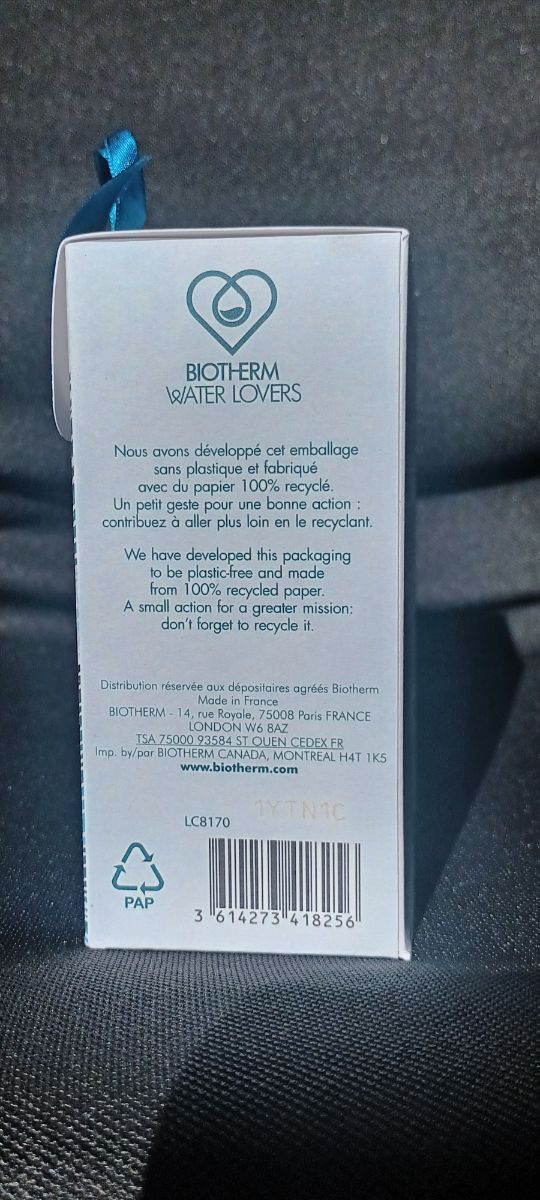 BIOTHERM
WATER LOVERS
Nous avons développé cet emballage
sans plastique et fabriqué
avec du papier 100% recyclé.
Un petit geste pour une bonne action :
contribuez à aller plus loin en le recyclant.
We have developed this packaging
to be plastic-free and made
from 100% recycled paper.
A small action for a greater mission:
don't forget to recycle it.
Distribution réservée aux dépositaires agréés Biotherm
Made in France
BIOTHERM - 14, rue Royale, 75008 Paris FRANCE
LONDON W6 8AZ
TSA 75000 93584 ST OUEN CEDEX FR
Imp. by/par BIOTHERM CANADA, MONTREAL H4T 1K5
www.biotherm.com
1YTN1C
LC8170
PAP
3 614273 418256